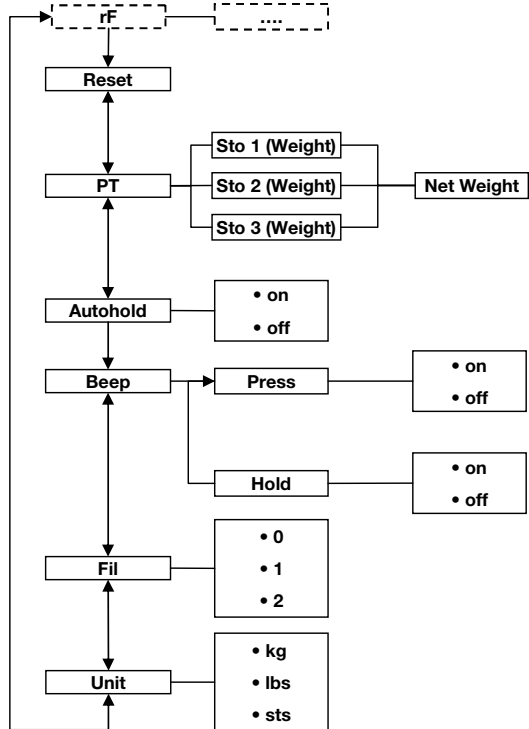 rF
....
Reset
Sto 1 (Weight)
PT
Sto 2 (Weight)
Net Weight
Sto 3 (Weight)
Autohold
• on
• off
Beep
Press
• on
• off
Hold
• on
• off
Fil
• 0
• 1
• 2
Unit
• kg
• lbs
• sts